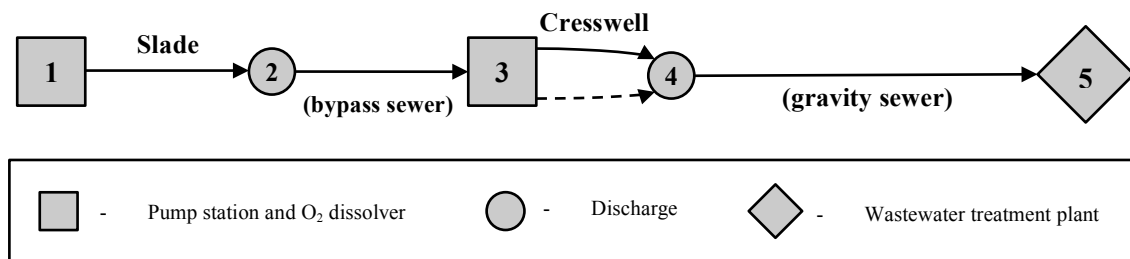 Cresswell
Slade
1
2
3
4
5
(bypass sewer)
(gravity sewer)
- Pump station and O₂ dissolver
- Discharge
- Wastewater treatment plant